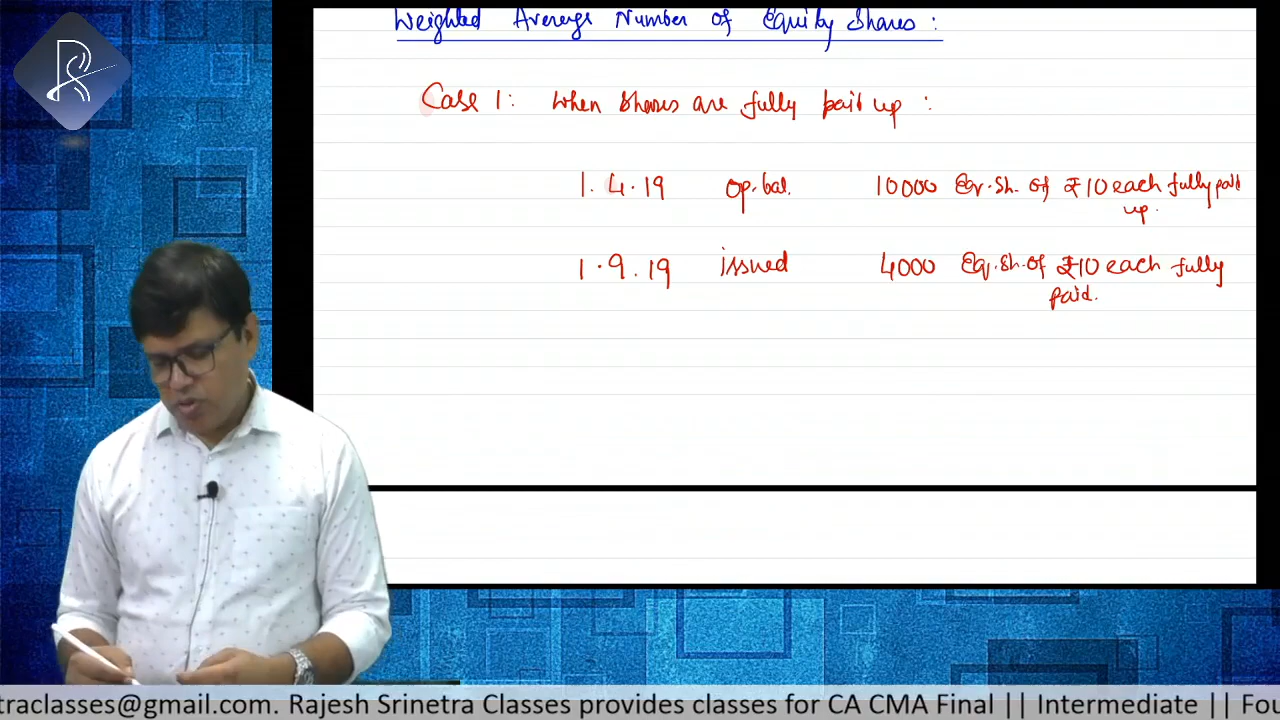 Weighted Average Number of Equity Shares :
Case 1: When Shares are fully paid up :
1.4.19 op.bal. 10000 Eq.Sh. of ₹10 each fully paid
up.
1.9.19 issued 4000 Eq.Sh.of ₹10 each fully
paid.
traclasses@gmail.com. Rajesh Srinetra Classes provides classes for CA CMA Final || Intermediate || Fou